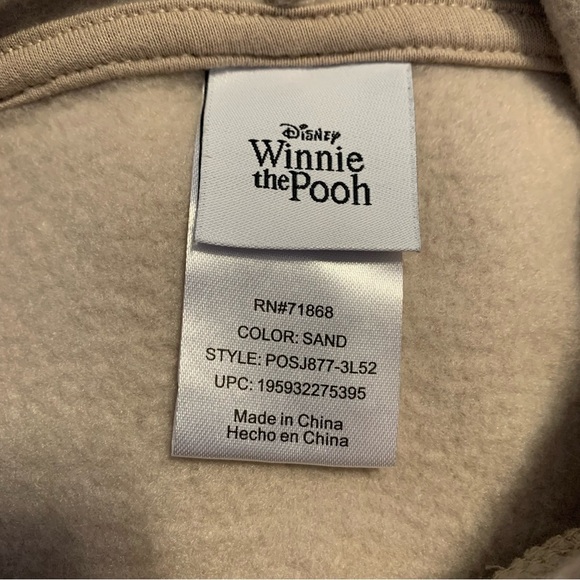 Disney
Winnie
the Pooh
RN#71868
COLOR: SAND
STYLE: POSJ877-3L52
UPC: 195932275395
Made in China
Hecho en China